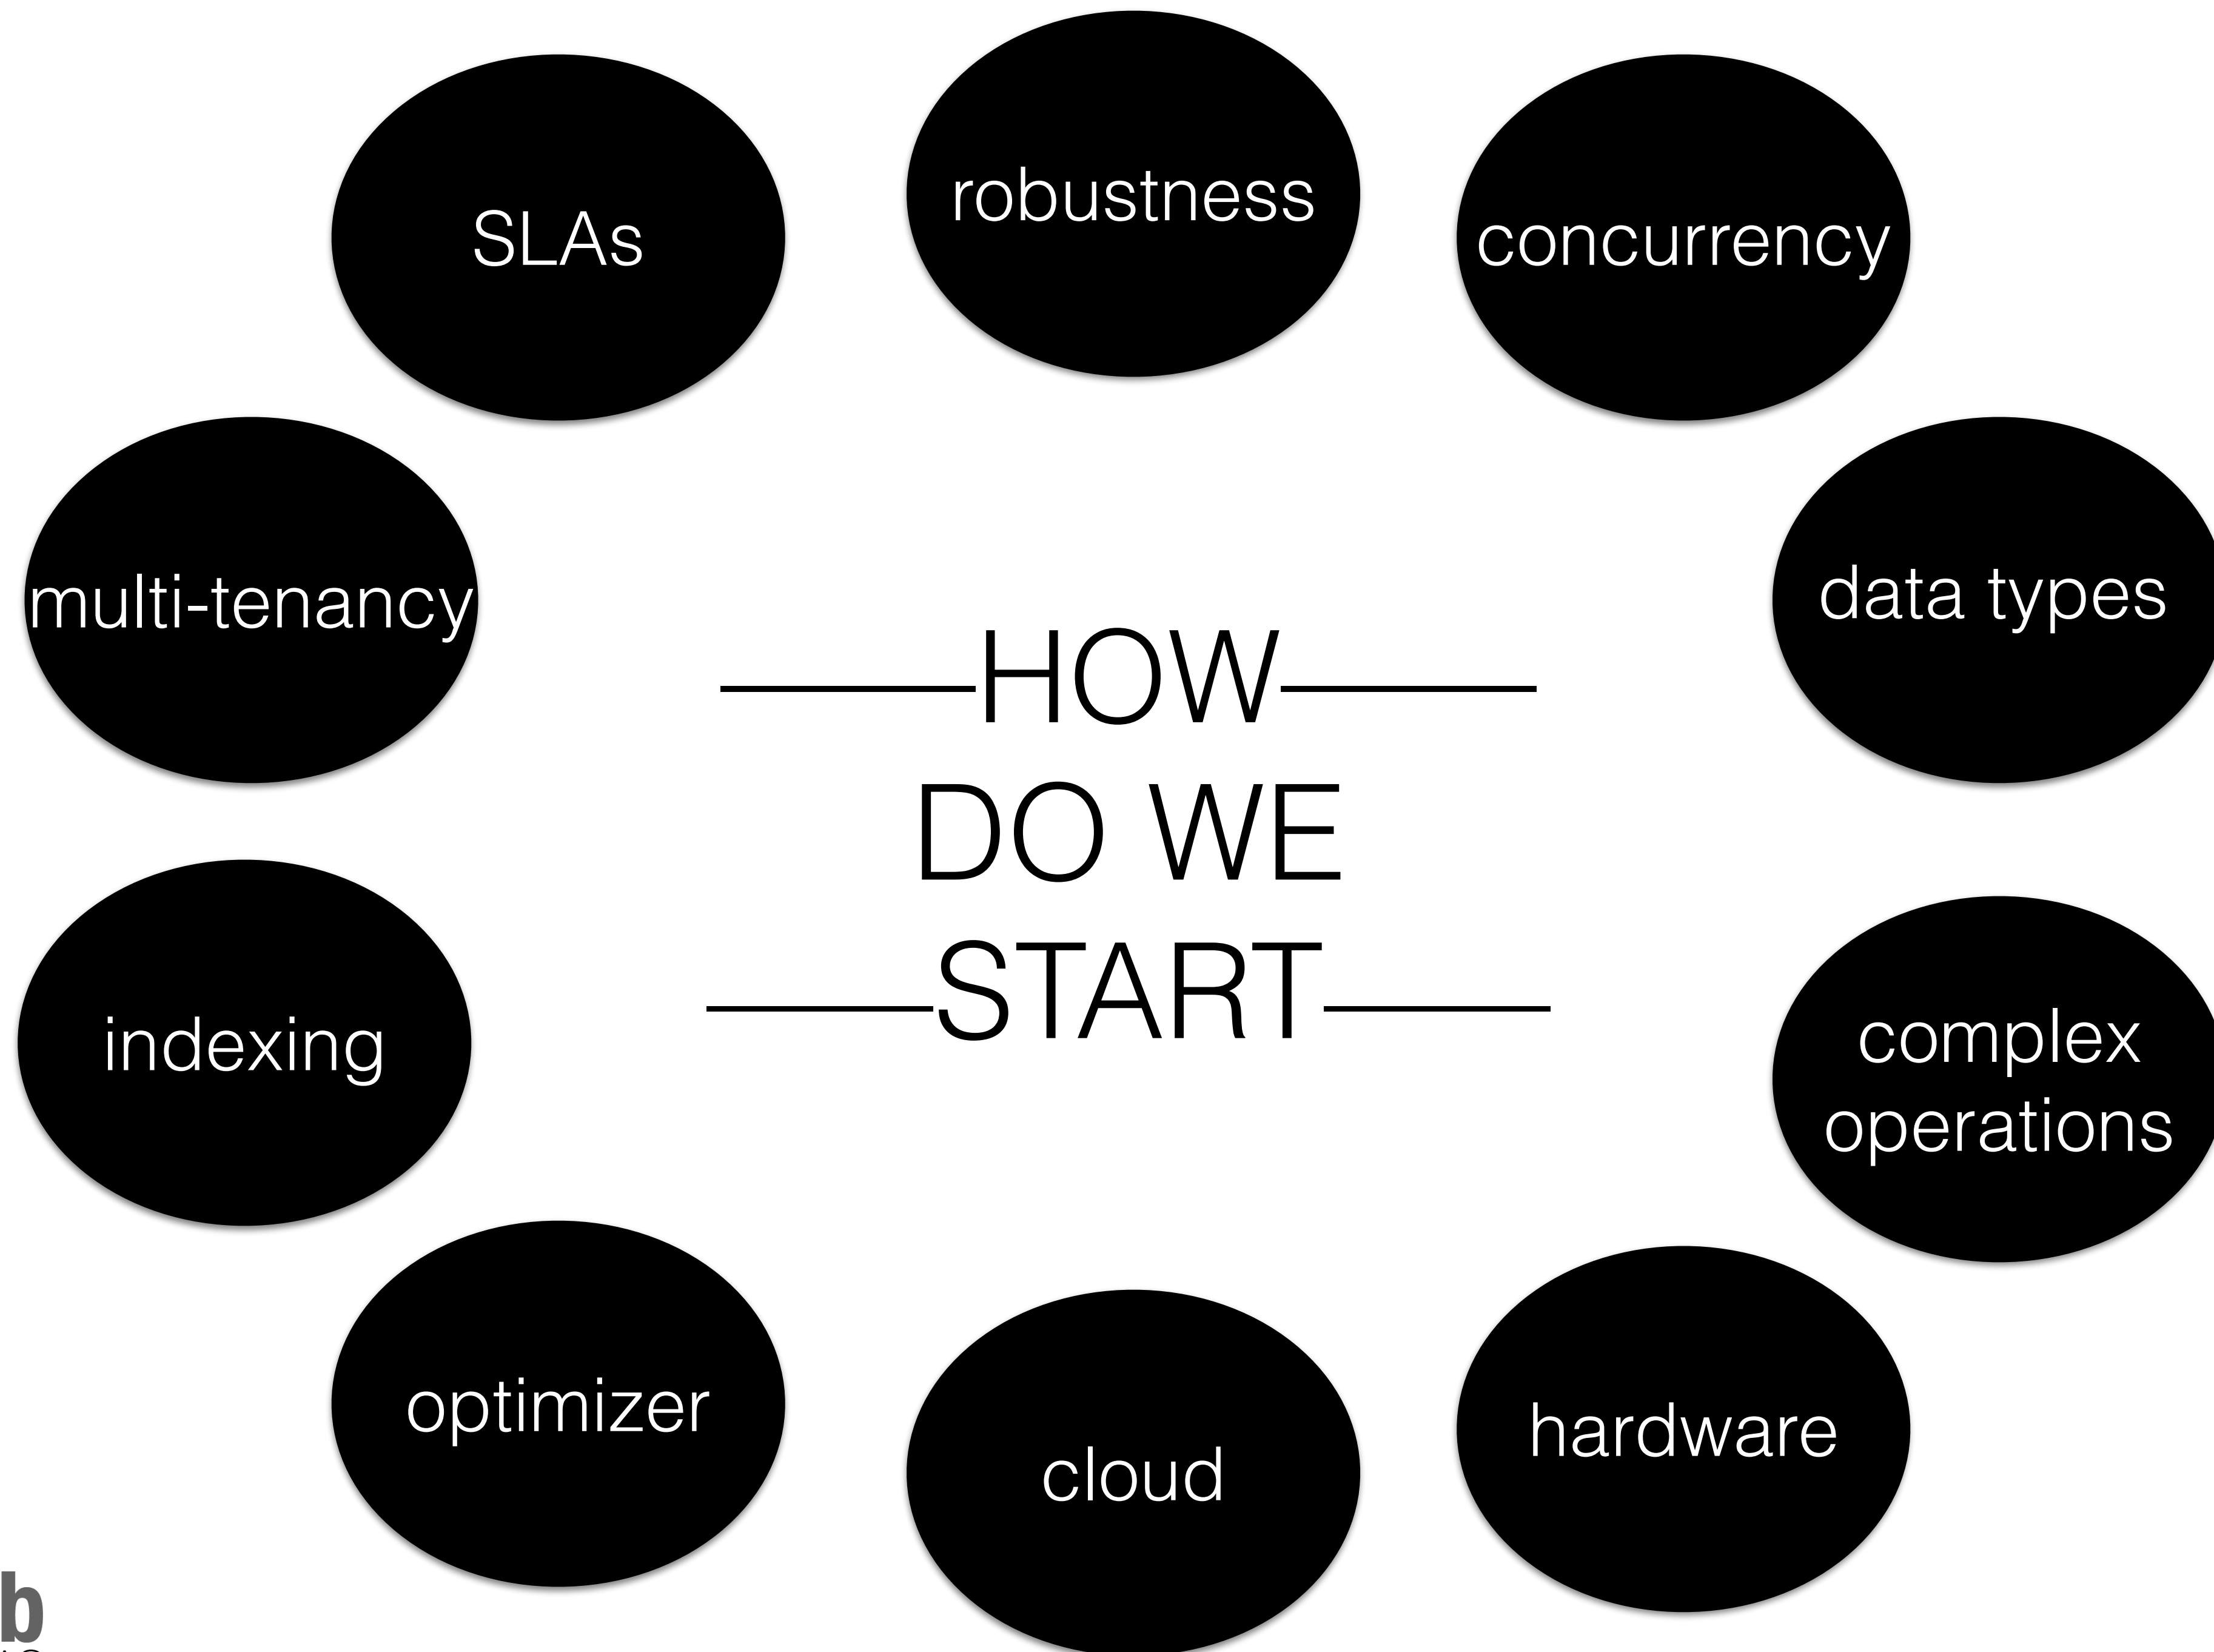 robustness
SLAs
concurrency
multi-tenancy
data types
HOW
DO WE
START
indexing
complex
operations
optimizer
hardware
cloud
b